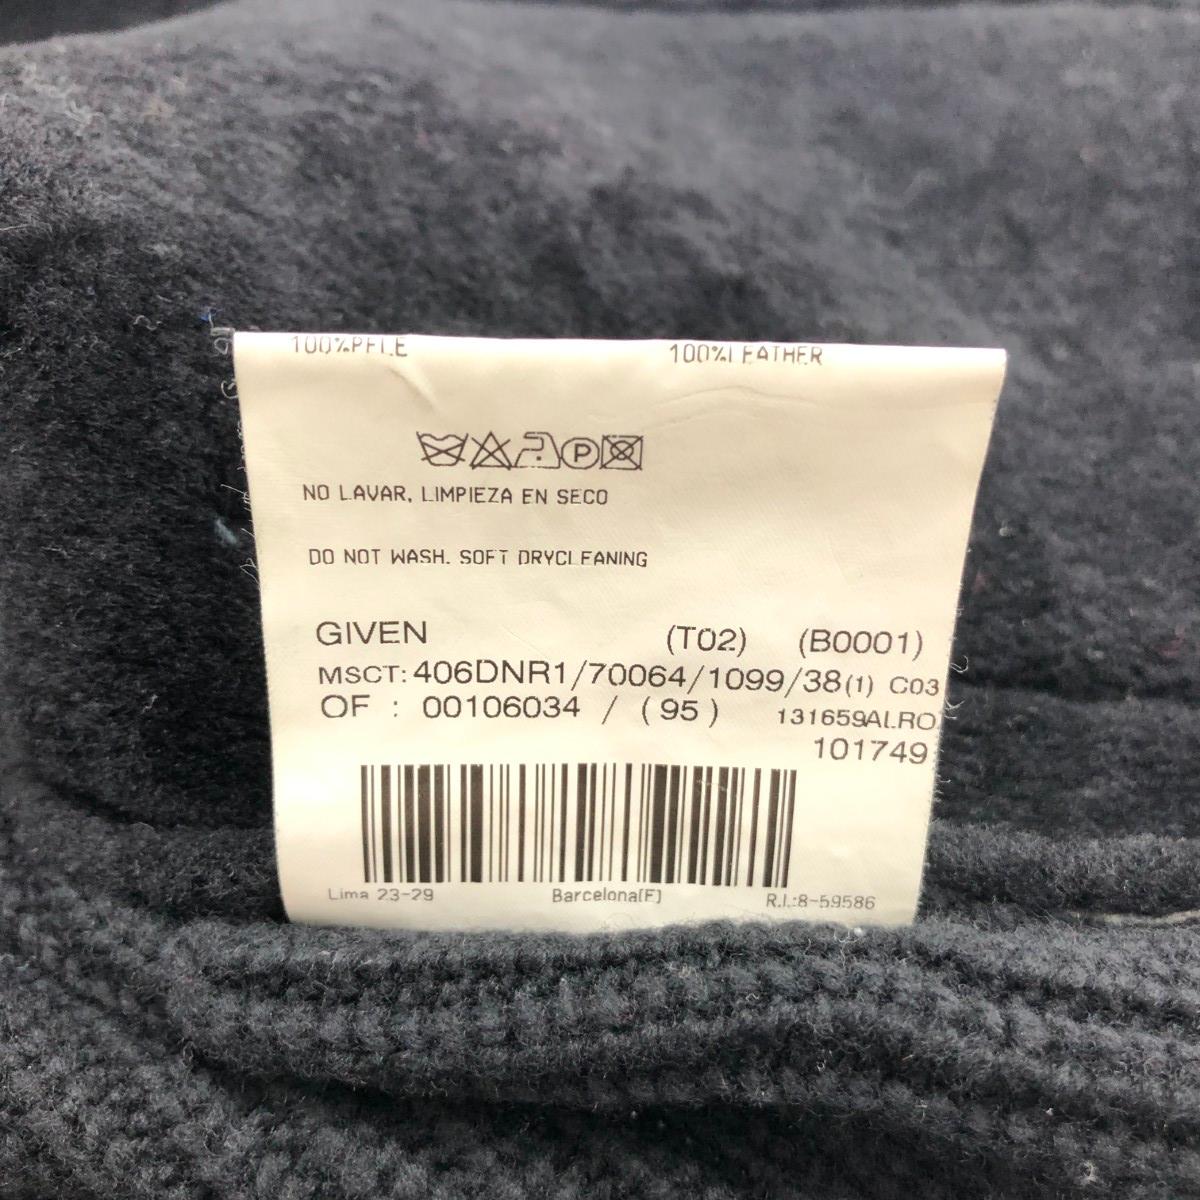 100%PELE 100%LEATHER
P
NO LAVAR, LIMPIEZA EN SECO
DO NOT WASH. SOFT DRYCLEANING
GIVEN (T02) (B0001)
MSCT: 406DNR1/70064/1099/38(1) C03
OF : 00106034 / (95) 131659ALRO
101749
Lima 23-29 Barcelona(E) R.I.:8-59586